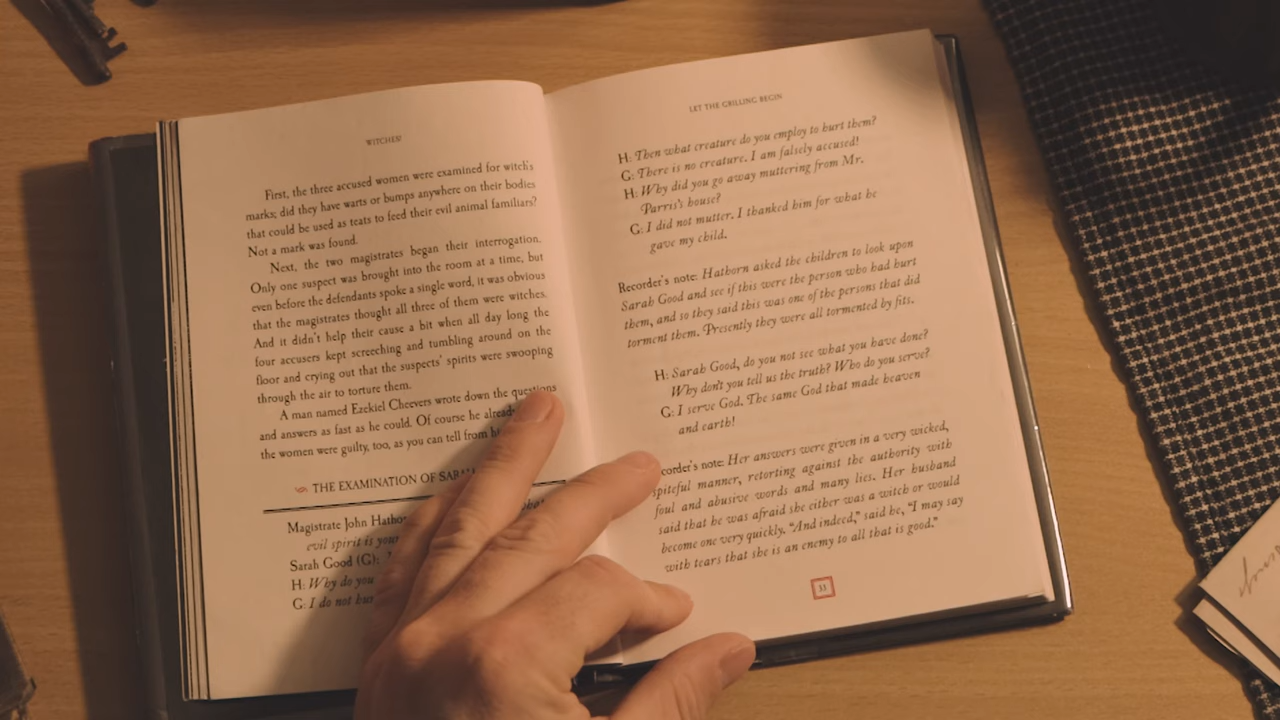 WITCHES!
First, the three accused women were examined for witch's
marks; did they have warts or bumps anywhere on their bodies
that could be used as teats to feed their evil animal familiars?
Not a mark was found.
Next, the two magistrates began their interrogation.
Only one suspect was brought into the room at a time, but
even before the defendants spoke a single word, it was obvious
that the magistrates thought all three of them were witches.
And it didn't help their cause a bit when all day long the
four accusers kept screeching and tumbling around on the
floor and crying out that the suspects' spirits were swooping
through the air to torture them.
A man named Ezekiel Cheevers wrote down the questions
and answers as fast as he could. Of course he already
the women were guilty, too, as you can tell from
THE EXAMINATION OF SARAH
Magistrate John Hathor
evil spirit is your
Sarah Good (G):
H: Why do you
G: I do not hur
LET THE GRILLING BEGIN
H: Then what creature do you employ to hurt them?
G: There is no creature. I am falsely accused!
H: Why did you go away muttering from Mr.
Parris's house?
G: I did not mutter. I thanked him for what he
gave my child.
Recorder's note: Hathorn asked the children to look upon
Sarah Good and see if this were the person who had hurt
them, and so they said this was one of the persons that did
torment them. Presently they were all tormented by fits.
H: Sarah Good, do you not see what you have done?
Why don't you tell us the truth? Who do you serve?
G: I serve God. The same God that made heaven
and earth!
corder's note: Her answers were given in a very wicked,
spiteful manner, retorting against the authority with
foul and abusive words and many lies. Her husband
said that he was afraid she either was a witch or would
become one very quickly. "And indeed," said he, "I may say
with tears that she is an enemy to all that is good."
33